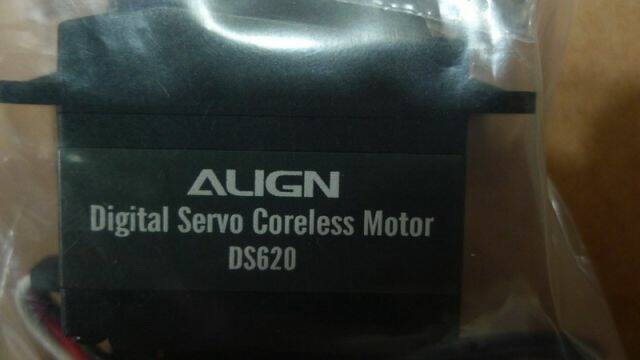 ALIGN
Digital Servo Coreless Motor
DS620